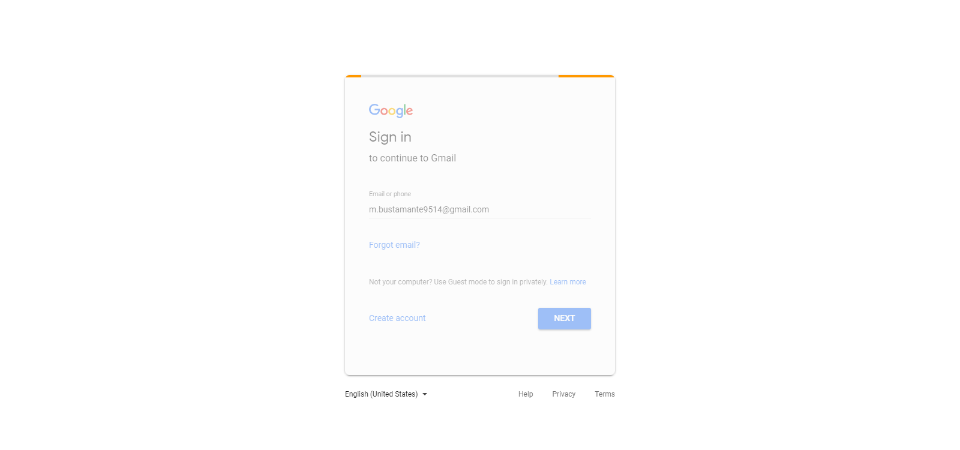 Google
Sign in
to continue to Gmail
Email or phone
m.bustamante9514@gmail.com
Forgot email?
Not your computer? Use Guest mode to sign in privately. Learn more
Create account NEXT
English (United States) Help Privacy Terms